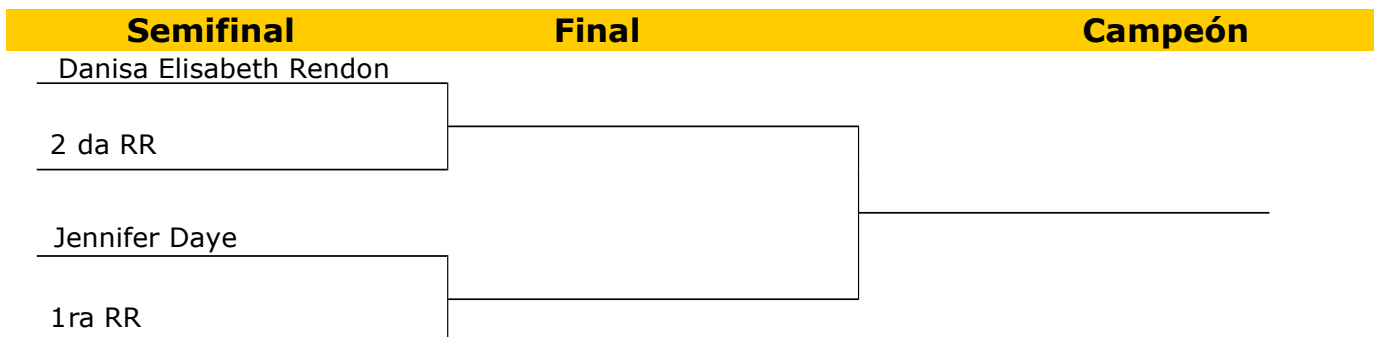 Semifinal Final Campeón
Danisa Elisabeth Rendon
2 da RR
Jennifer Daye
1ra RR